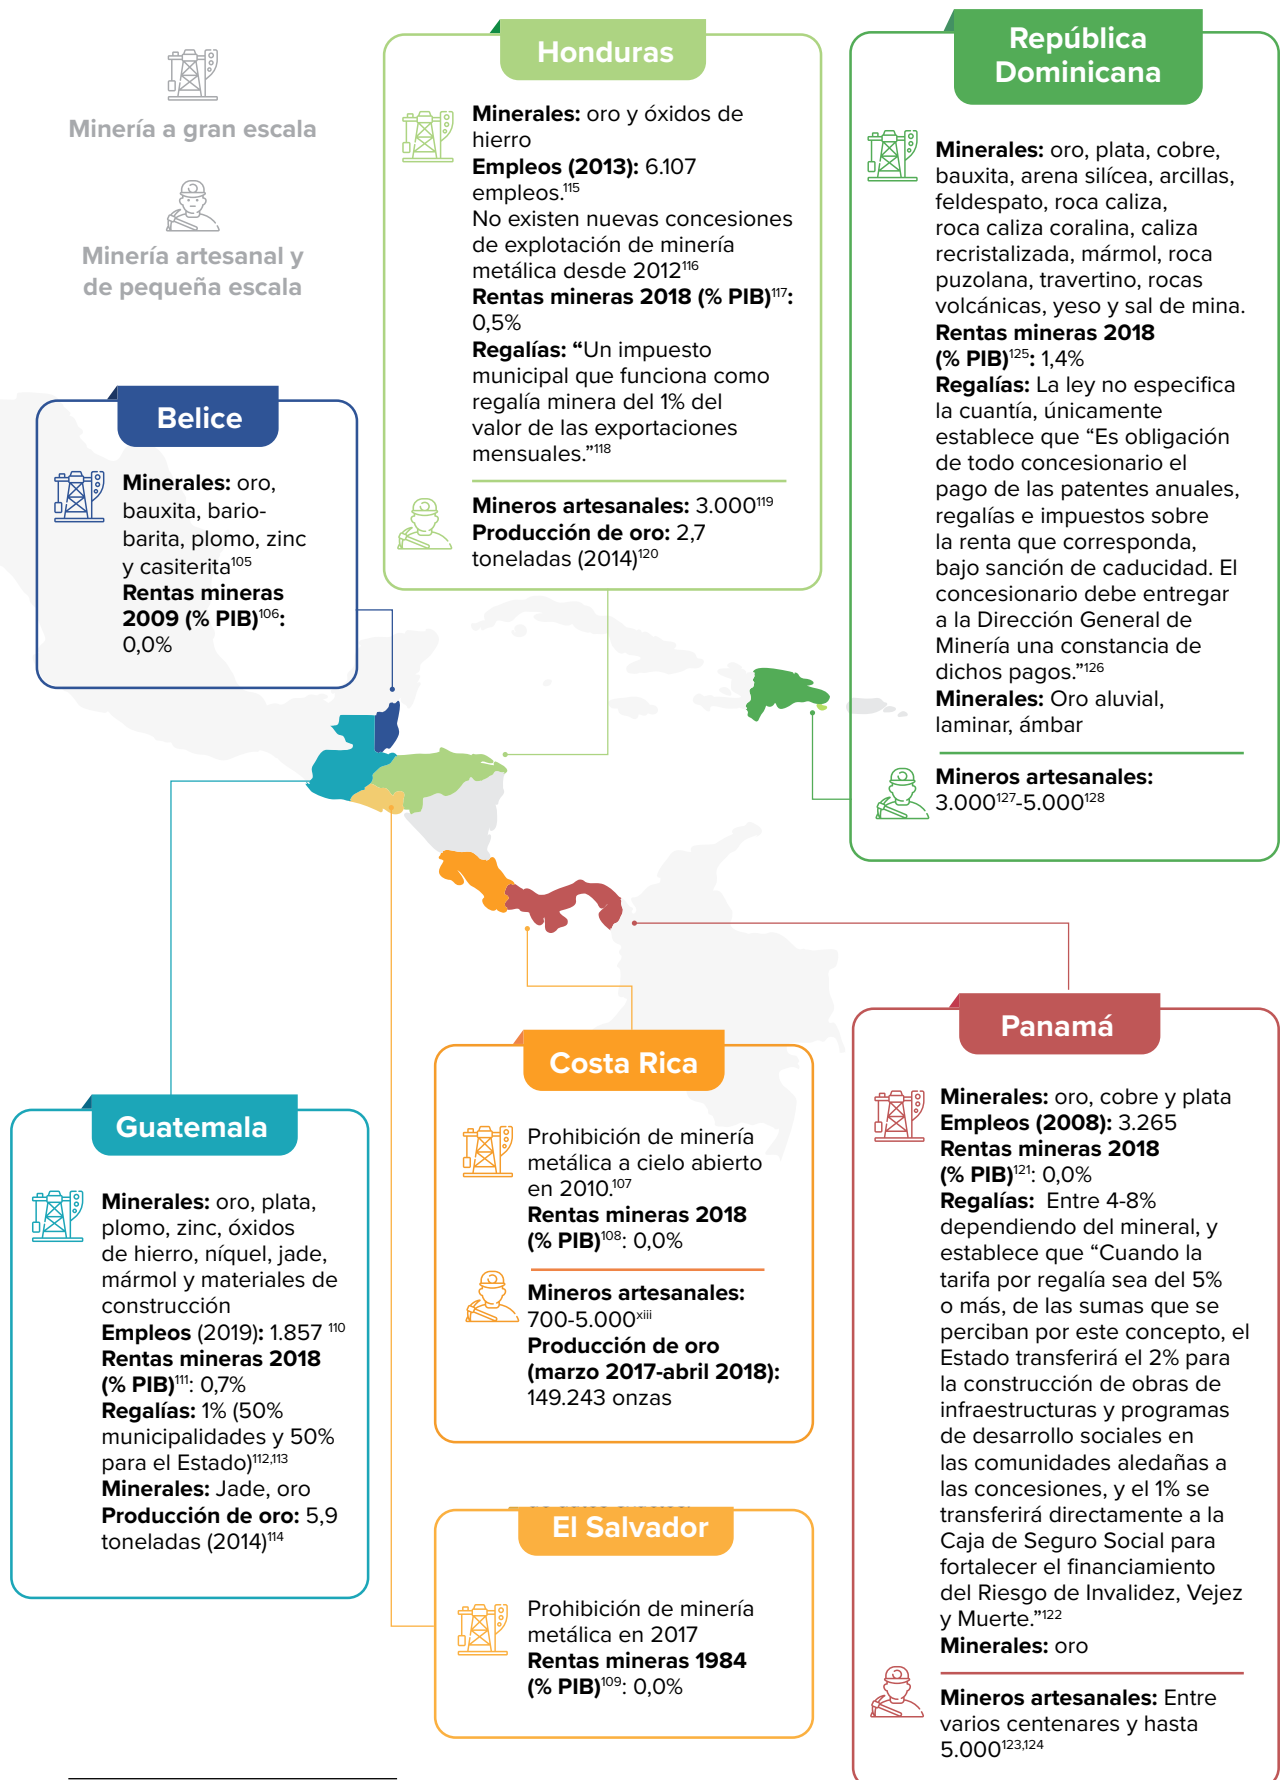 Minería a gran escala
Minería artesanal y
de pequeña escala
Honduras
Minerales: oro y óxidos de
hierro
Empleos (2013): 6.107
empleos.115
No existen nuevas concesiones
de explotación de minería
metálica desde 2012116
Rentas mineras 2018 (% PIB)117:
0,5%
Regalías: “Un impuesto
municipal que funciona como
regalía minera del 1% del
valor de las exportaciones
mensuales.”118
Mineros artesanales: 3.000119
Producción de oro: 2,7
toneladas (2014)120
República
Dominicana
Minerales: oro, plata, cobre,
bauxita, arena silícea, arcillas,
feldespato, roca caliza,
roca caliza coralina, caliza
recristalizada, mármol, roca
puzolana, travertino, rocas
volcánicas, yeso y sal de mina.
Rentas mineras 2018
(% PIB)125: 1,4%
Regalías: La ley no especifica
la cuantía, únicamente
establece que “Es obligación
de todo concesionario el
pago de las patentes anuales,
regalías e impuestos sobre
la renta que corresponda,
bajo sanción de caducidad. El
concesionario debe entregar
a la Dirección General de
Minería una constancia de
dichos pagos.”126
Minerales: Oro aluvial,
laminar, ámbar
Mineros artesanales:
3.000127-5.000128
Belice
Minerales: oro,
bauxita, bario-
barita, plomo, zinc
y casiterita105
Rentas mineras
2009 (% PIB)106:
0,0%
Guatemala
Minerales: oro, plata,
plomo, zinc, óxidos
de hierro, níquel, jade,
mármol y materiales de
construcción
Empleos (2019): 1.857 110
Rentas mineras 2018
(% PIB)111: 0,7%
Regalías: 1% (50%
municipalidades y 50%
para el Estado)112,113
Minerales: Jade, oro
Producción de oro: 5,9
toneladas (2014)114
Costa Rica
Prohibición de minería
metálica a cielo abierto
en 2010.107
Rentas mineras 2018
(% PIB)108: 0,0%
Mineros artesanales:
700-5.000xiii
Producción de oro
(marzo 2017-abril 2018):
149.243 onzas
El Salvador
Prohibición de minería
metálica en 2017
Rentas mineras 1984
(% PIB)109: 0,0%
Panamá
Minerales: oro, cobre y plata
Empleos (2008): 3.265
Rentas mineras 2018
(% PIB)121: 0,0%
Regalías: Entre 4-8%
dependiendo del mineral, y
establece que “Cuando la
tarifa por regalía sea del 5%
o más, de las sumas que se
perciban por este concepto, el
Estado transferirá el 2% para
la construcción de obras de
infraestructuras y programas
de desarrollo sociales en
las comunidades aledañas a
las concesiones, y el 1% se
transferirá directamente a la
Caja de Seguro Social para
fortalecer el financiamiento
del Riesgo de Invalidez, Vejez
y Muerte.”122
Minerales: oro
Mineros artesanales: Entre
varios centenares y hasta
5.000123,124